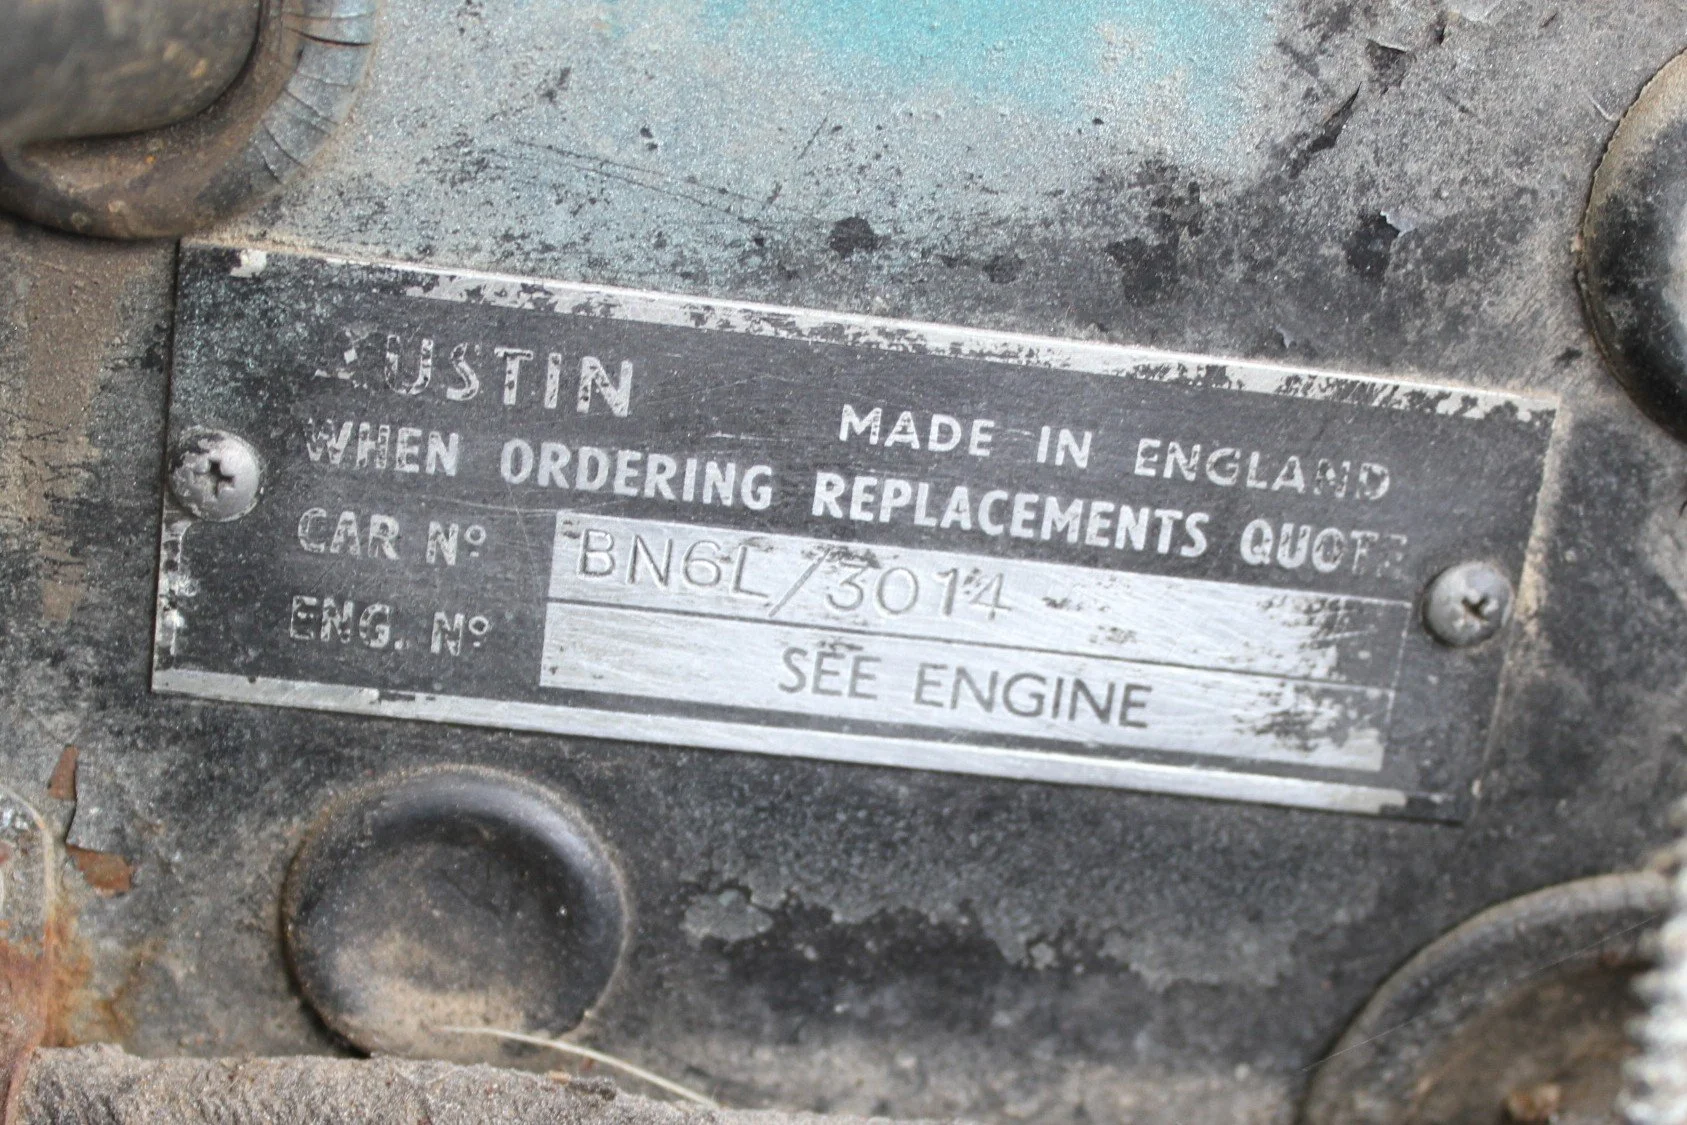 AUSTIN
MADE IN ENGLAND
WHEN ORDERING REPLACEMENTS QUOTE
CAR Nº BN6L/3014
ENG. Nº SEE ENGINE